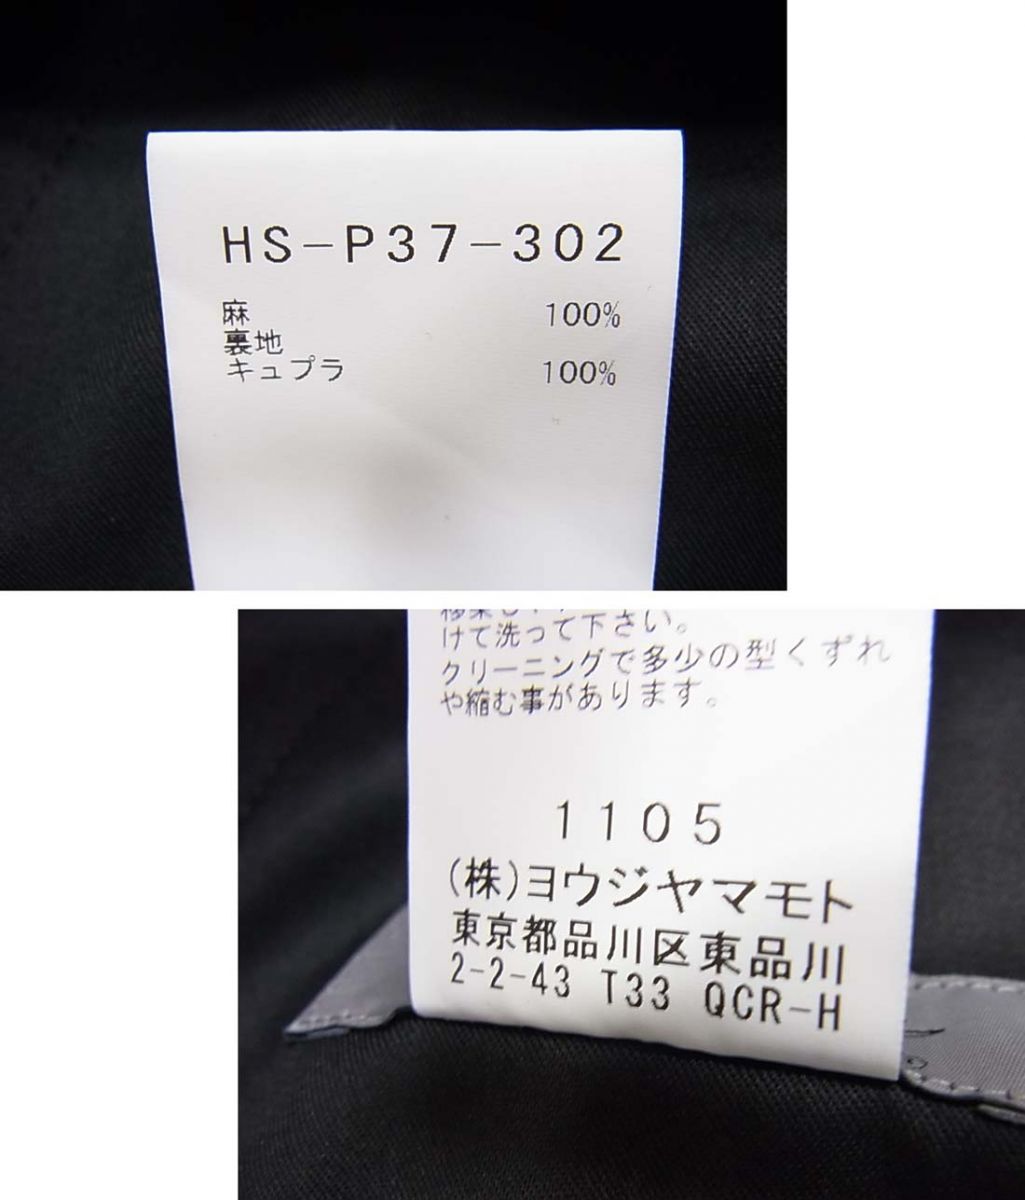 HS-P37-302
麻 100%
裏地
キュプラ 100%
けて洗って下さい。
クリーニングで多少の型くずれ
や縮む事があります。
1105
(株)ヨウジヤマモト
東京都品川区東品川
2-2-43 T33 QCR-H